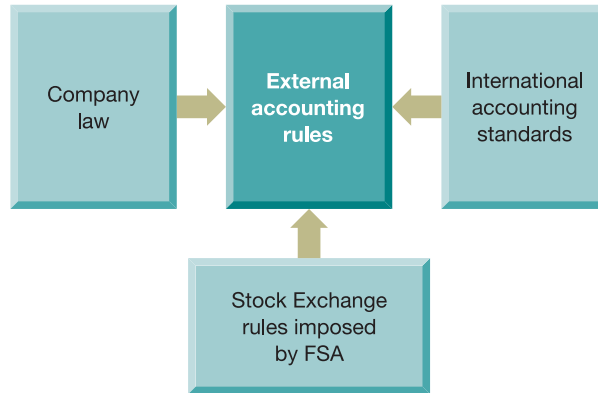 Company
law
External
accounting
rules
International
accounting
standards
Stock Exchange
rules imposed
by FSA